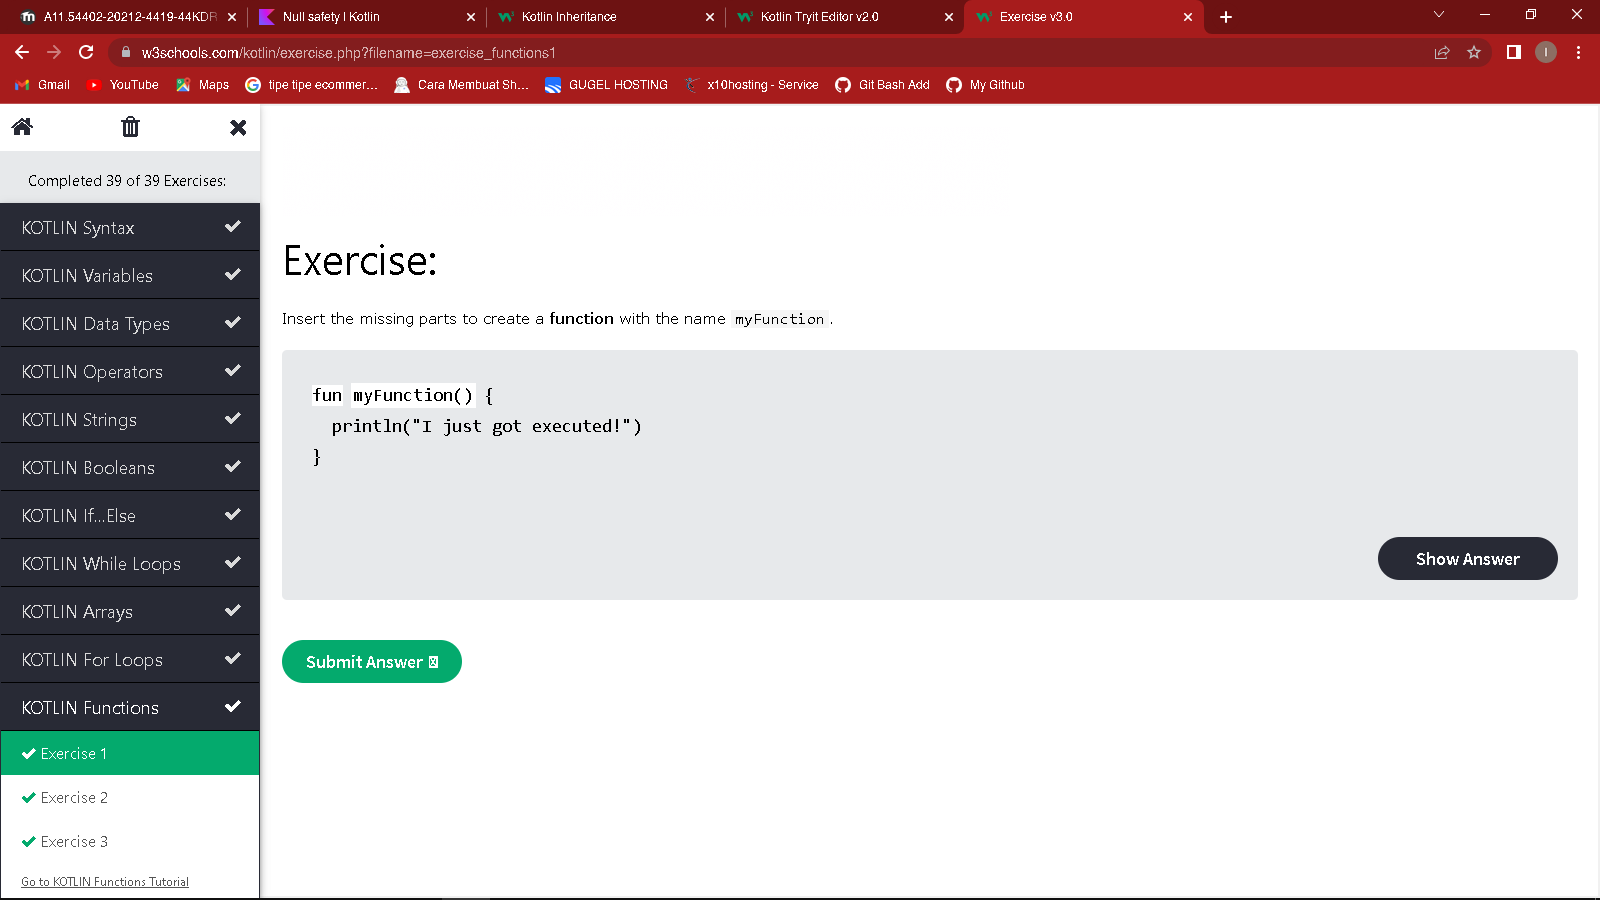 A11.54402-20212-4419-44KDR
Null safety | Kotlin
Kotlin Inheritance
Kotlin Tryit Editor v2.0
Exercise v3.0
w3schools.com/kotlin/exercise.php?filename=exercise_functions1
I
Gmail
YouTube
Maps
tipe tipe ecommer...
Cara Membuat Sh...
GUGEL HOSTING
x10hosting - Service
Git Bash Add
My Github
Completed 39 of 39 Exercises:
KOTLIN Syntax
KOTLIN Variables
KOTLIN Data Types
KOTLIN Operators
KOTLIN Strings
KOTLIN Booleans
KOTLIN If...Else
KOTLIN While Loops
KOTLIN Arrays
KOTLIN For Loops
KOTLIN Functions
Exercise 1
Exercise 2
Exercise 3
Go to KOTLIN Functions Tutorial
Exercise:
Insert the missing parts to create a function with the name myFunction.
fun myFunction() {
println("I just got executed!")
}
Show Answer
Submit Answer